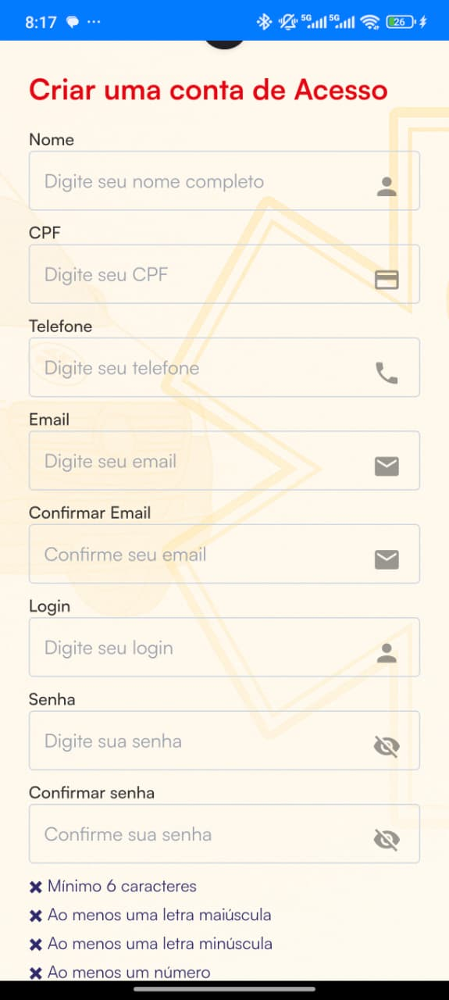 8:17
5G 5G 26
Criar uma conta de Acesso
Nome
Digite seu nome completo
CPF
Digite seu CPF
Telefone
Digite seu telefone
Email
Digite seu email
Confirmar Email
Confirme seu email
Login
Digite seu login
Senha
Digite sua senha
Confirmar senha
Confirme sua senha
Mínimo 6 caracteres
Ao menos uma letra maiúscula
Ao menos uma letra minúscula
Ao menos um número